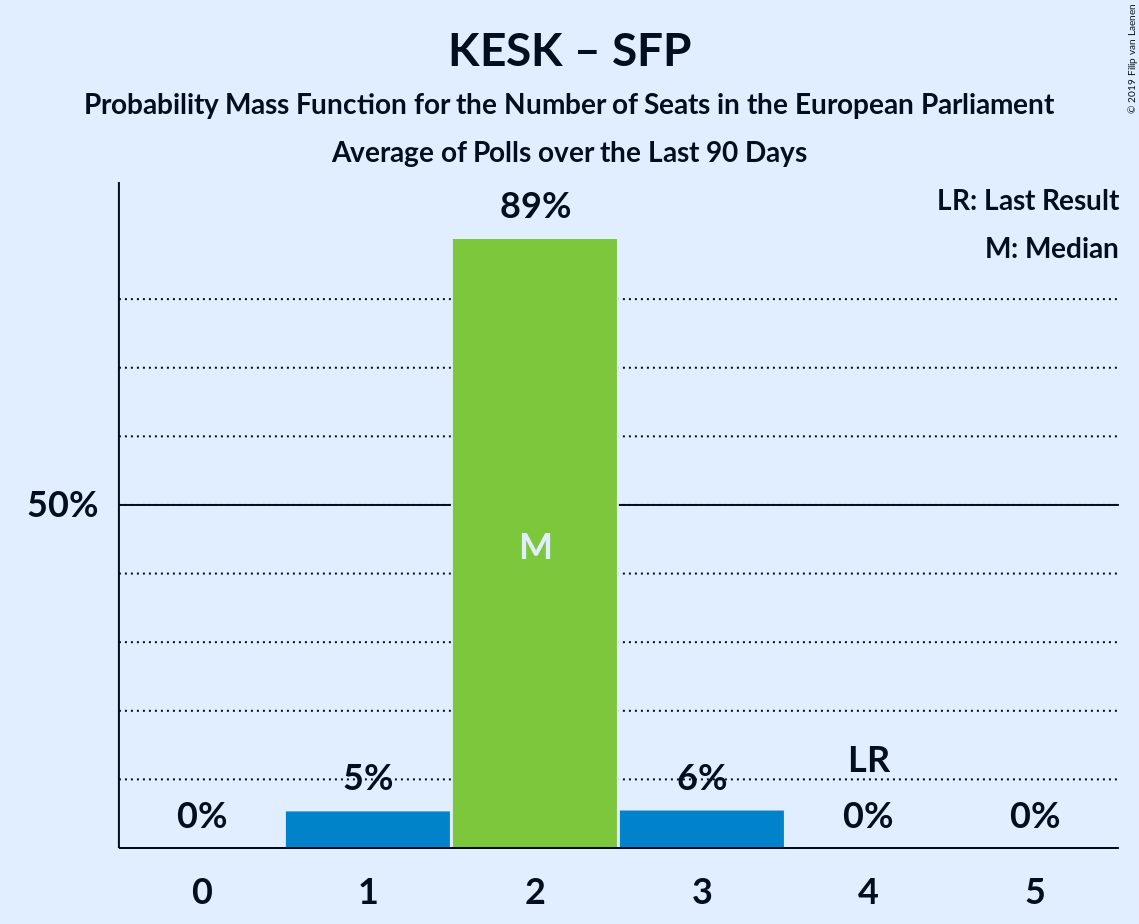 KESK – SFP
Probability Mass Function for the Number of Seats in the European Parliament
Average of Polls over the Last 90 Days
© 2019 Filip van Laenen
LR: Last Result
M: Median
89%
50%
M
LR
5%
6%
0%
0%
0%
0 1 2 3 4 5